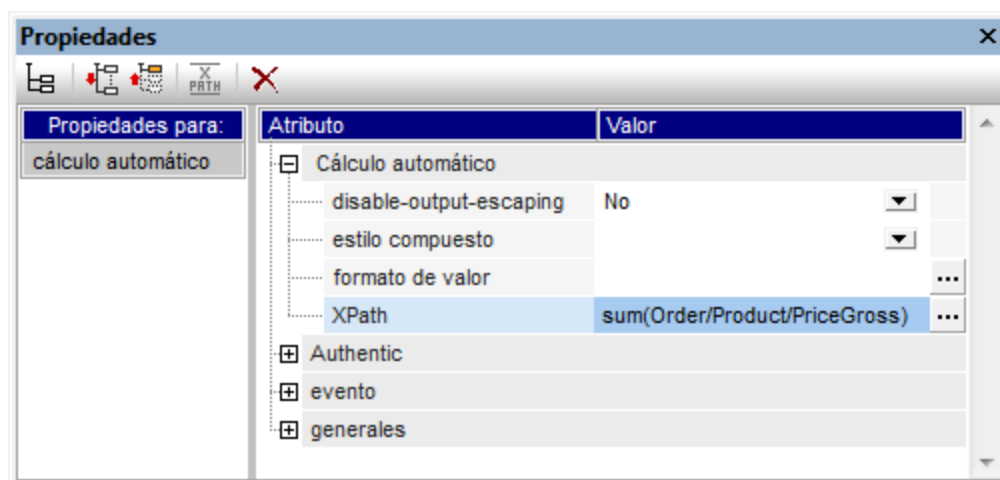 Propiedades
X
PATH
Propiedades para:
Atributo Valor
cálculo automático
Cálculo automático
disable-output-escaping No
estilo compuesto
formato de valor ...
XPath sum(Order/Product/PriceGross) ...
Authentic
evento
generales